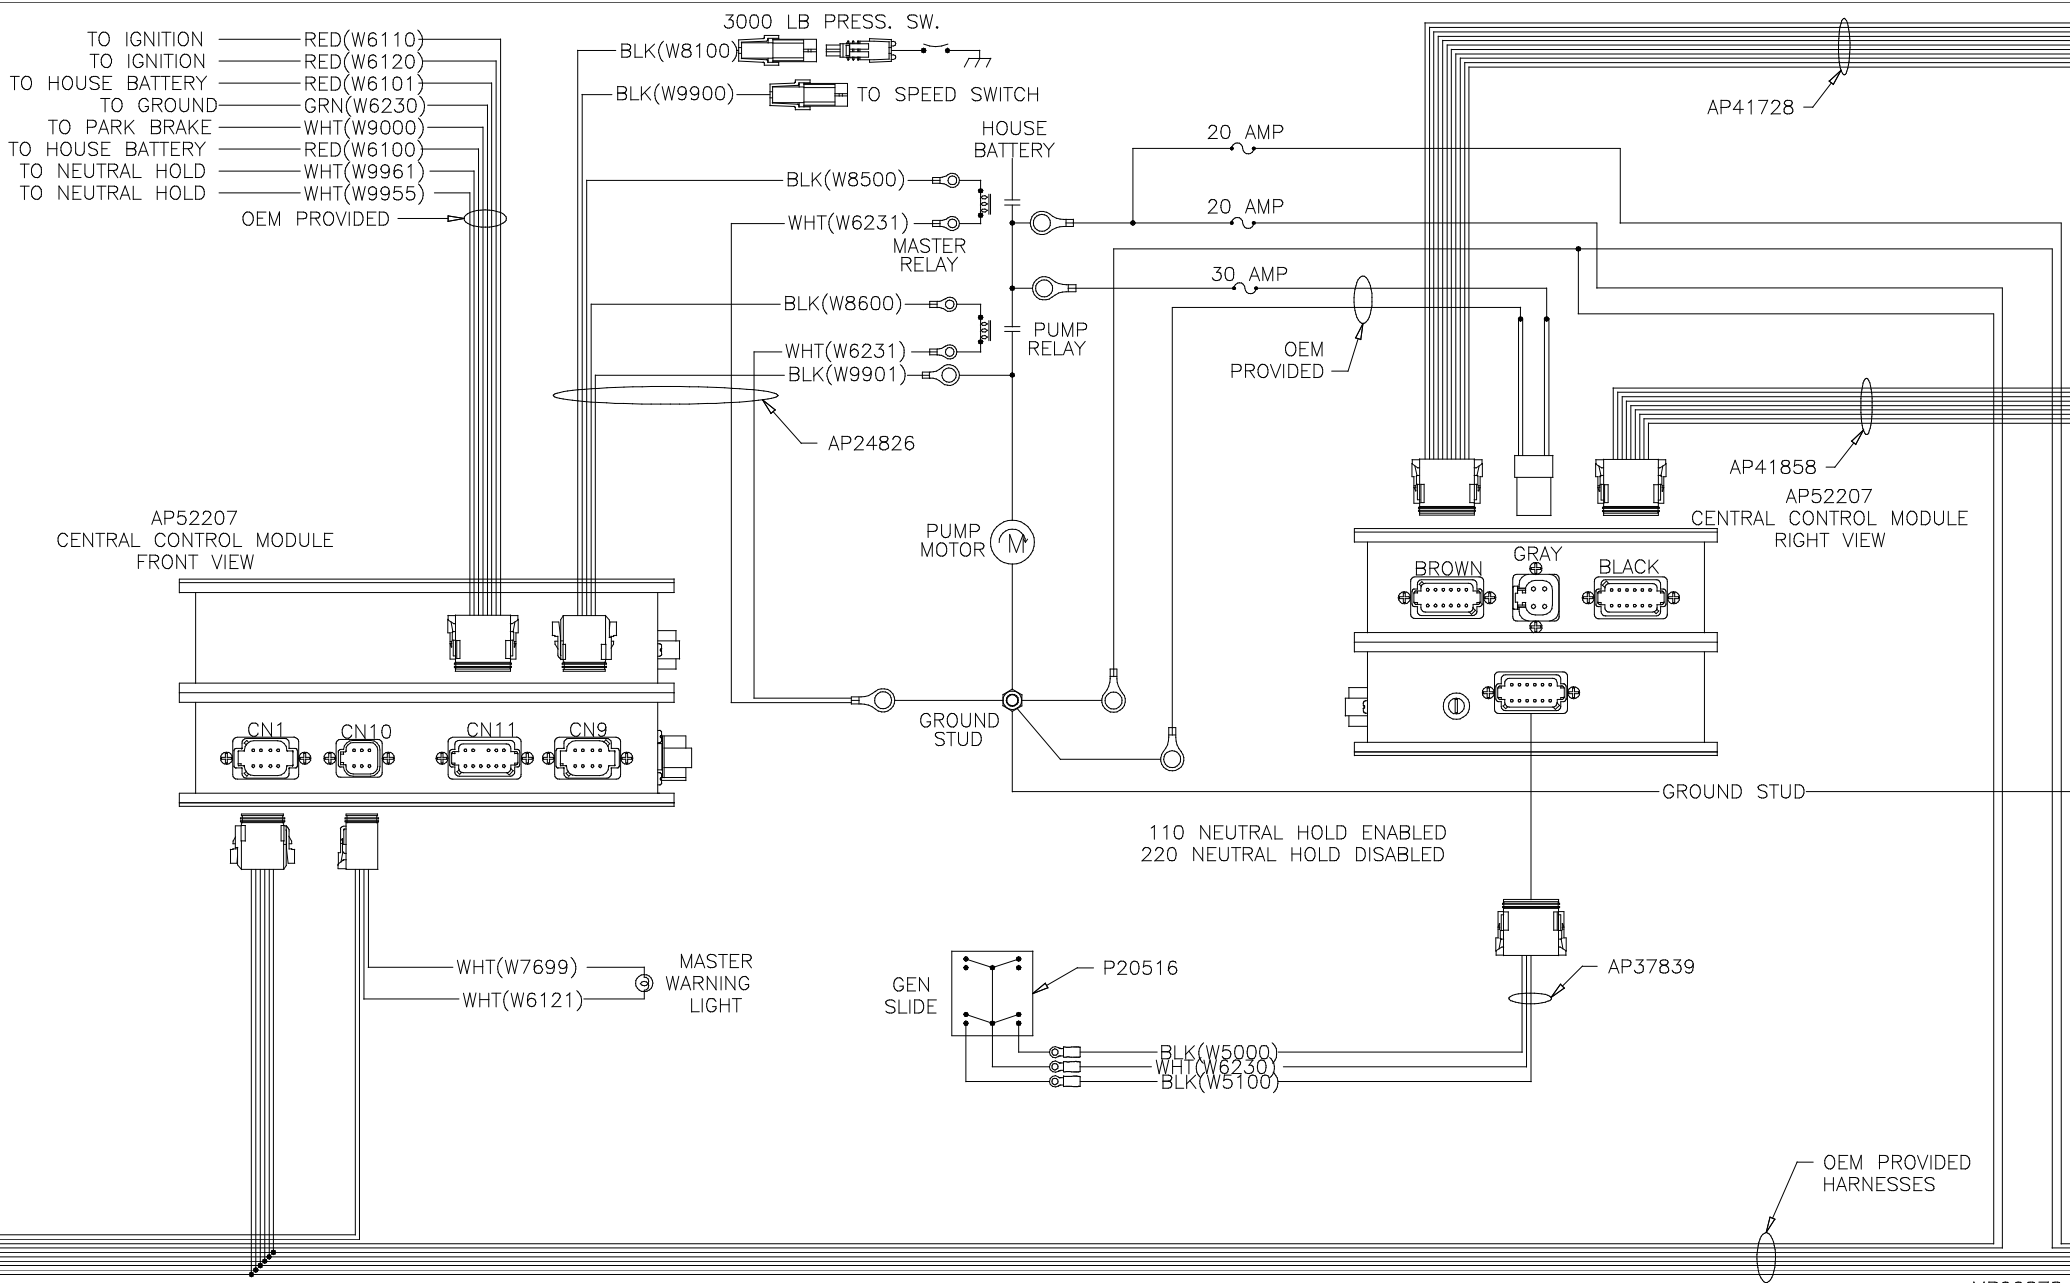 TO IGNITION RED(W6110)
TO IGNITION RED(W6120)
TO HOUSE BATTERY RED(W6101)
TO GROUND GRN(W6230)
TO PARK BRAKE WHT(W9000)
TO HOUSE BATTERY RED(W6100)
TO NEUTRAL HOLD WHT(W9961)
TO NEUTRAL HOLD WHT(W9955)
OEM PROVIDED
3000 LB PRESS. SW.
BLK(W8100)
BLK(W9900) TO SPEED SWITCH
HOUSE
BATTERY
BLK(W8500)
WHT(W6231)
MASTER
RELAY
BLK(W8600)
PUMP
RELAY
WHT(W6231)
BLK(W9901)
AP24826
20 AMP
20 AMP
30 AMP
OEM
PROVIDED
AP41728
AP41858
AP52207
CENTRAL CONTROL MODULE
FRONT VIEW
CN1
CN10
CN11
CN9
PUMP
MOTOR
M
GROUND
STUD
AP52207
CENTRAL CONTROL MODULE
RIGHT VIEW
BROWN
GRAY
BLACK
GROUND STUD
110 NEUTRAL HOLD ENABLED
220 NEUTRAL HOLD DISABLED
WHT(W7699)
WHT(W6121)
MASTER
WARNING
LIGHT
GEN
SLIDE
P20516
AP37839
BLK(W5000)
WHT(W6230)
BLK(W5100)
OEM PROVIDED
HARNESSES